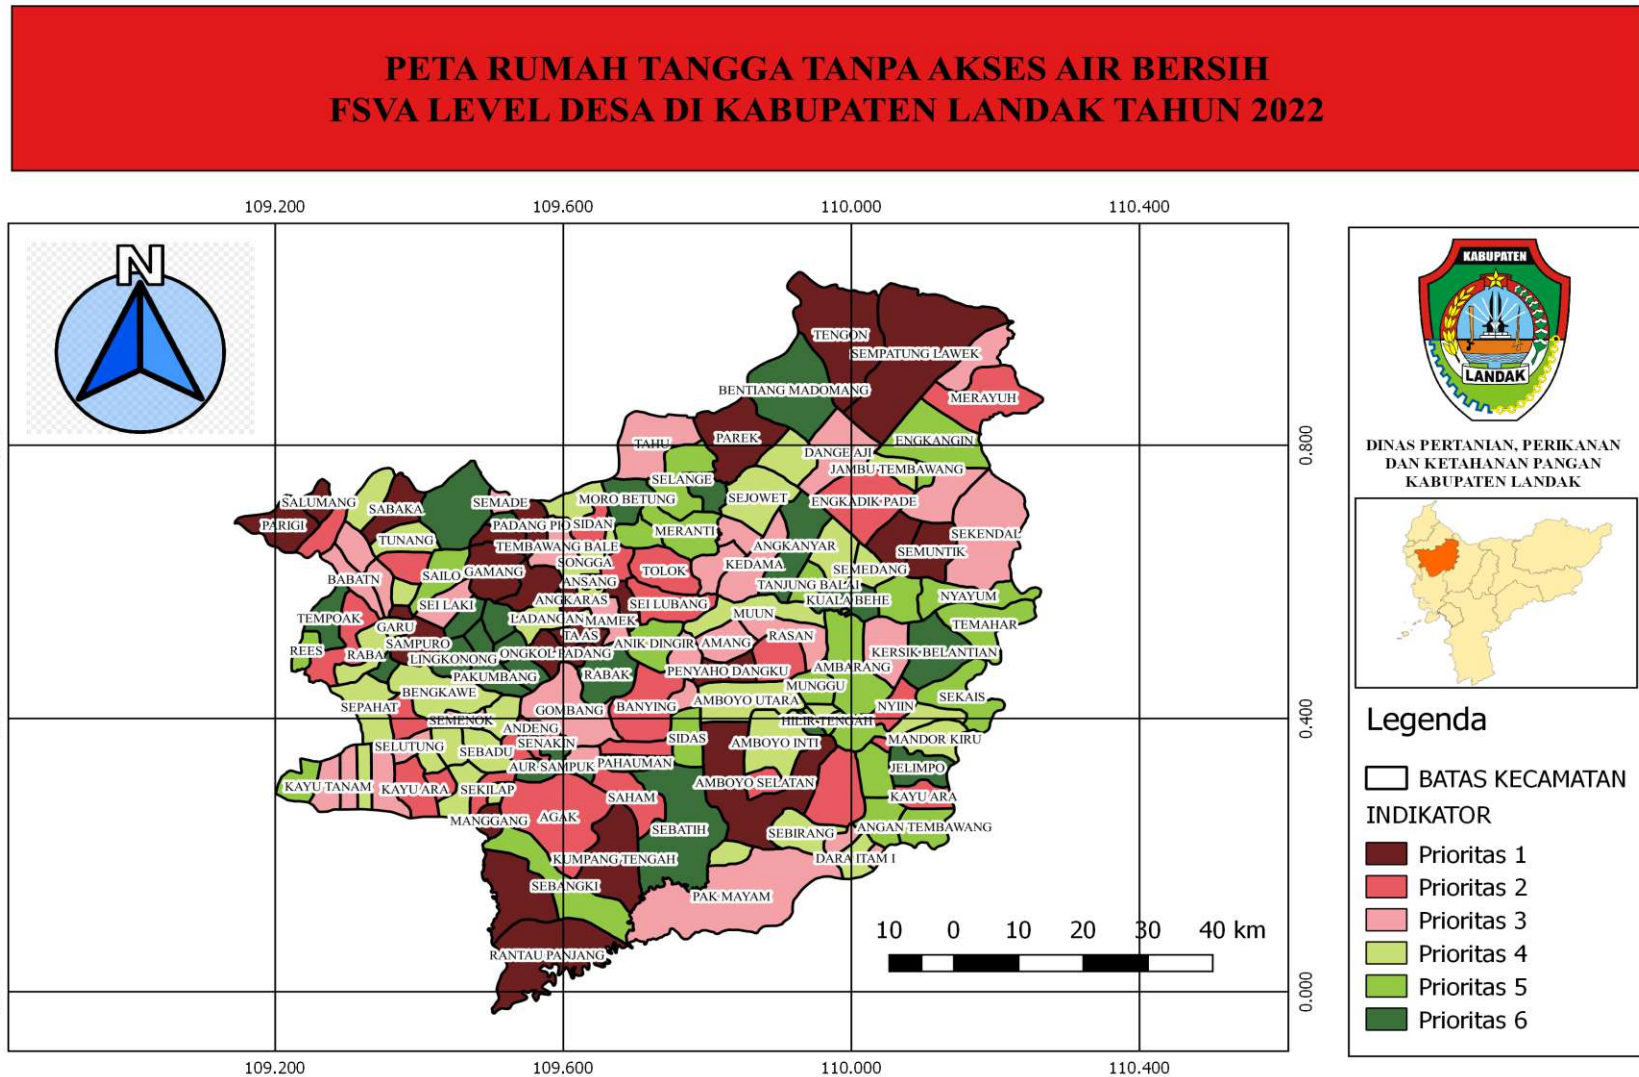 PETA RUMAH TANGGA TANPA AKSES AIR BERSIH
FSVA LEVEL DESA DI KABUPATEN LANDAK TAHUN 2022
109.200 109.600 110.000 110.400
N
TENGON
SEMPATUNG LAWEK
BENTIANG MADOMANG
MERAYUH
TAHU
PAREK
ENGKANGIN
0.800
DANGE AJI
JAMBU TEMBAWANG
SELANGE
SALUMANG
SABAKA
SEMADE
MORO BETUNG
SEJOWET
ENGKADIK PADE
PARIGI
PADANG PIO
SIDAN
MERANTI
SEKENDAL
TUNANG
TEMBAWANG BALE
ANGKANYAR
SEMUNTIK
SONGGA
KEDAMA
BABATN
SAILO
GAMANG
ANSANG
TOLOK
TANJUNG BALAI
SEMEDANG
SEI LAKI
ANGKARAS
SEI LUBANG
KUALA BEHE
NYAYUM
TEMPOAK
GARU
LADANGAN
MAMEK
MUUN
TEMAHAR
REES
RABA
SAMPURO
TA AS
ANIK DINGIR
AMANG
RASAN
LINGKONONG
ONGKOL PADANG
AMBARANG
KERSIK BELANTIAN
PAKUMBANG
RABAK
PENYAHO DANGKU
MUNGGU
BENGKAWE
SEPAHAT
GOMBANG
BANYING
AMBOYO UTARA
NYIIN
SEKAIS
SEMENOK
ANDENG
HILIR TENGAH
0.400
SELUTUNG
SEBADU
SENAKIN
SIDAS
AMBOYO INTI
MANDOR KIRU
AUR SAMPUK
PAHAUMAN
JELIMPO
KAYU TANAM
KAYU ARA
SEKILAP
SAHAM
AMBOYO SELATAN
KAYU ARA
MANGGANG
AGAK
SEBATIH
SEBIRANG
ANGAN TEMBAWANG
KUMPANG TENGAH
DARA ITAM I
SEBANGKI
PAK MAYAM
RANTAU PANJANG
10 0 10 20 30 40 km
0.000
109.200 109.600 110.000 110.400
KABUPATEN
LANDAK
DINAS PERTANIAN, PERIKANAN
DAN KETAHANAN PANGAN
KABUPATEN LANDAK
Legenda
BATAS KECAMATAN
INDIKATOR
Prioritas 1
Prioritas 2
Prioritas 3
Prioritas 4
Prioritas 5
Prioritas 6